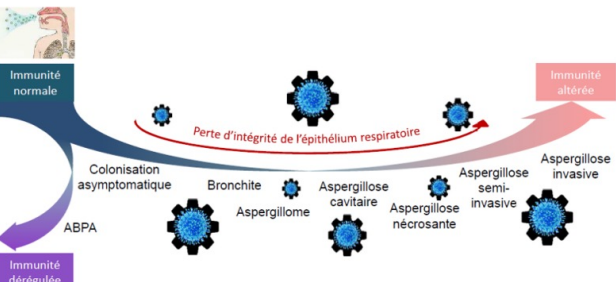 Immunité
normale
Immunité
altérée
Perte d'intégrité de l'épithélium respiratoire
Colonisation
asymptomatique
Bronchite
Aspergillome
Aspergillose
cavitaire
Aspergillose
nécrosante
Aspergillose
semi-
invasive
Aspergillose
invasive
ABPA
Immunité
dérégulée